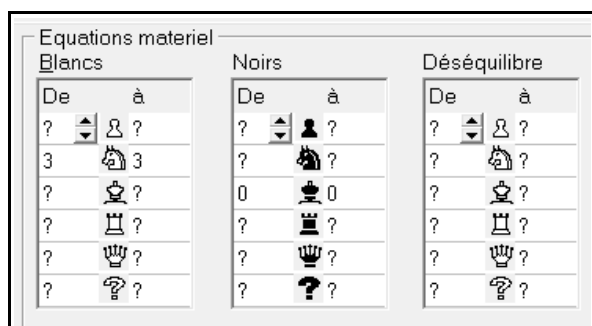 Equations materiel
Blancs Noirs Déséquilibre
De à De à De à
? ? ? ? ? ?
3 3 ? ? ? ?
? ? 0 0 ? ?
? ? ? ? ? ?
? ? ? ? ? ?
? ? ? ? ? ? ? ? ?